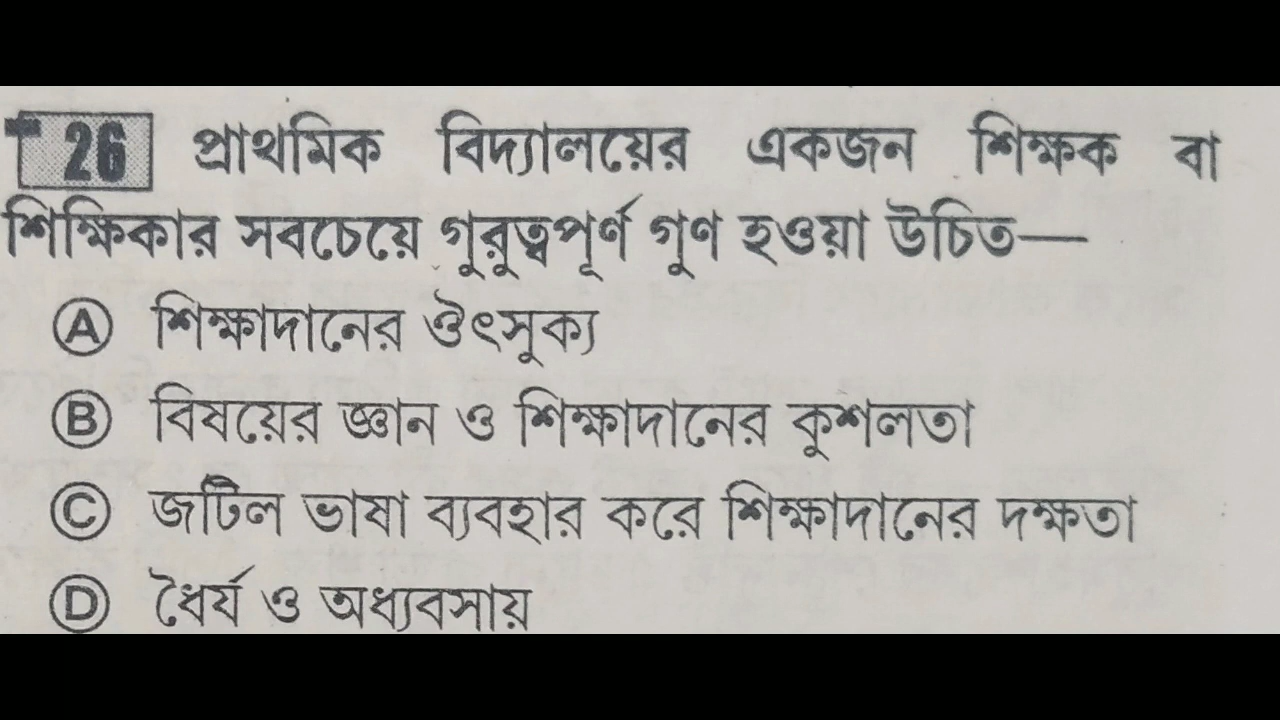 26 প্রাথমিক বিদ্যালয়ের একজন শিক্ষক বা
শিক্ষিকার সবচেয়ে গুরুত্বপূর্ণ গুণ হওয়া উচিত—
A শিক্ষাদানের ঔৎসুক্য
B বিষয়ের জ্ঞান ও শিক্ষাদানের কুশলতা
C জটিল ভাষা ব্যবহার করে শিক্ষাদানের দক্ষতা
D ধৈর্য ও অধ্যবসায়